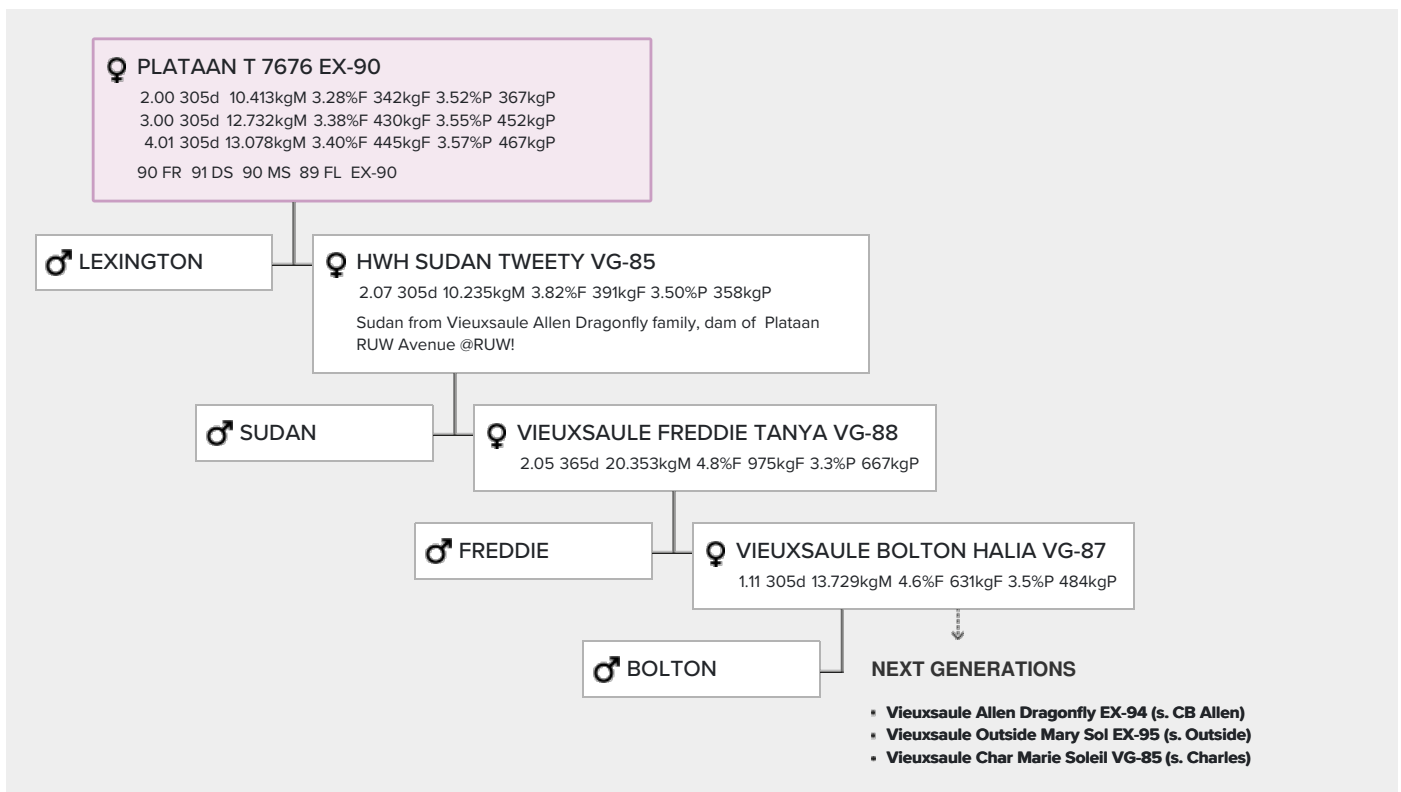 PLATAAN T 7676 EX-90
2.00 305d 10.413kgM 3.28%F 342kgF 3.52%P 367kgP
3.00 305d 12.732kgM 3.38%F 430kgF 3.55%P 452kgP
4.01 305d 13.078kgM 3.40%F 445kgF 3.57%P 467kgP
90 FR 91 DS 90 MS 89 FL EX-90
LEXINGTON
HWH SUDAN TWEETY VG-85
2.07 305d 10.235kgM 3.82%F 391kgF 3.50%P 358kgP
Sudan from Vieuxsaule Allen Dragonfly family, dam of Plataan
RUW Avenue @RUW!
SUDAN
VIEUXSAULE FREDDIE TANYA VG-88
2.05 365d 20.353kgM 4.8%F 975kgF 3.3%P 667kgP
FREDDIE
VIEUXSAULE BOLTON HALIA VG-87
1.11 305d 13.729kgM 4.6%F 631kgF 3.5%P 484kgP
BOLTON
NEXT GENERATIONS
▪ Vieuxsaule Allen Dragonfly EX-94 (s. CB Allen)
▪ Vieuxsaule Outside Mary Sol EX-95 (s. Outside)
▪ Vieuxsaule Char Marie Soleil VG-85 (s. Charles)